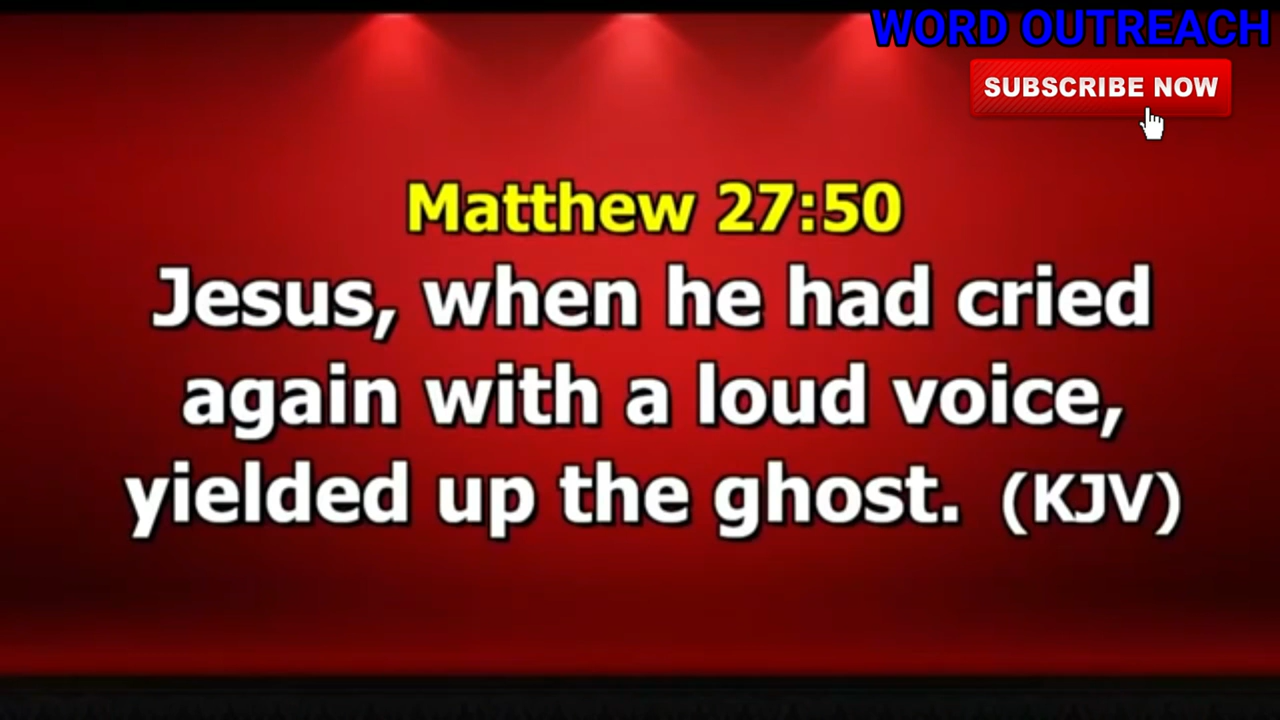 WORD OUTREACH
SUBSCRIBE NOW
Matthew 27:50
Jesus, when he had cried
again with a loud voice,
yielded up the ghost. (KJV)